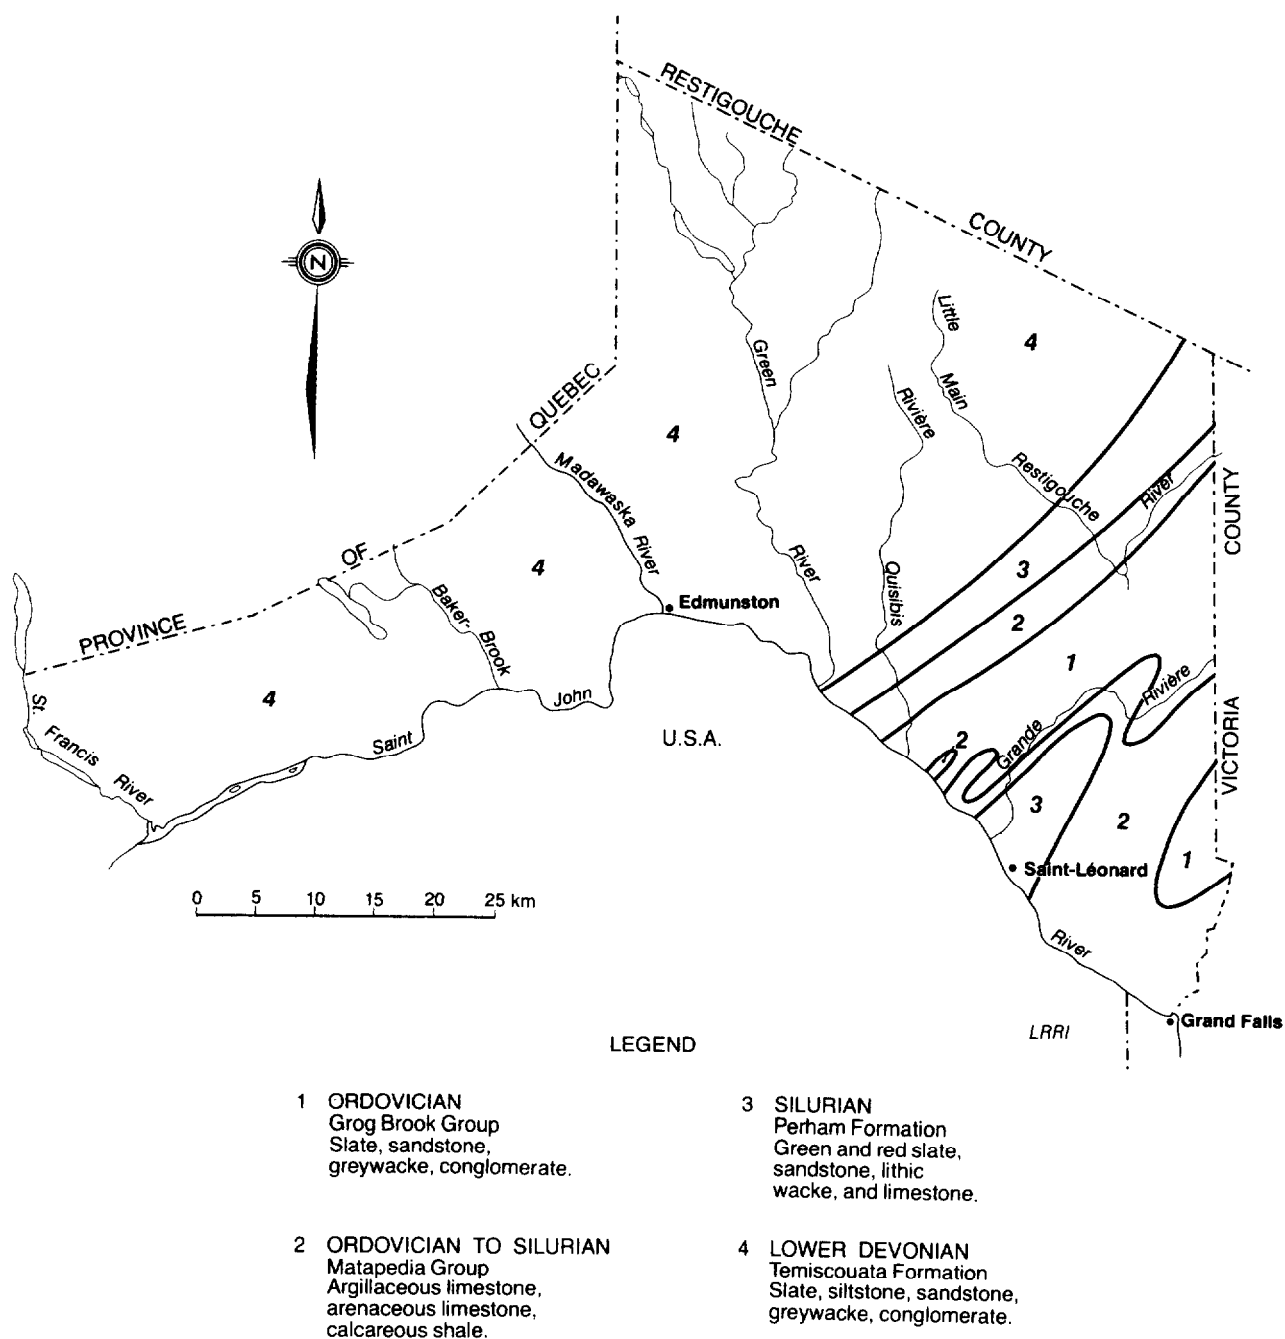 RESTIGOUCHE
COUNTY
N
Little
4
Green
Main
QUEBEC
Rivière
4
Madawaska
Restigouche
River
COUNTY
River
OF
4
River
3
Quisibis
Baker-
Edmunston
PROVINCE
Brook
2
1
Rivière
4
St.
John
VICTORIA
Francis
Saint
U.S.A.
2
Grande
River
3
2
1
Saint-Léonard
0 5 10 15 20 25 km
River
LRRI
Grand Falls
LEGEND
1 ORDOVICIAN
Grog Brook Group
Slate, sandstone,
greywacke, conglomerate.
2 ORDOVICIAN TO SILURIAN
Matapedia Group
Argillaceous limestone,
arenaceous limestone,
calcareous shale.
3 SILURIAN
Perham Formation
Green and red slate,
sandstone, lithic
wacke, and limestone.
4 LOWER DEVONIAN
Temiscouata Formation
Slate, siltstone, sandstone,
greywacke, conglomerate.